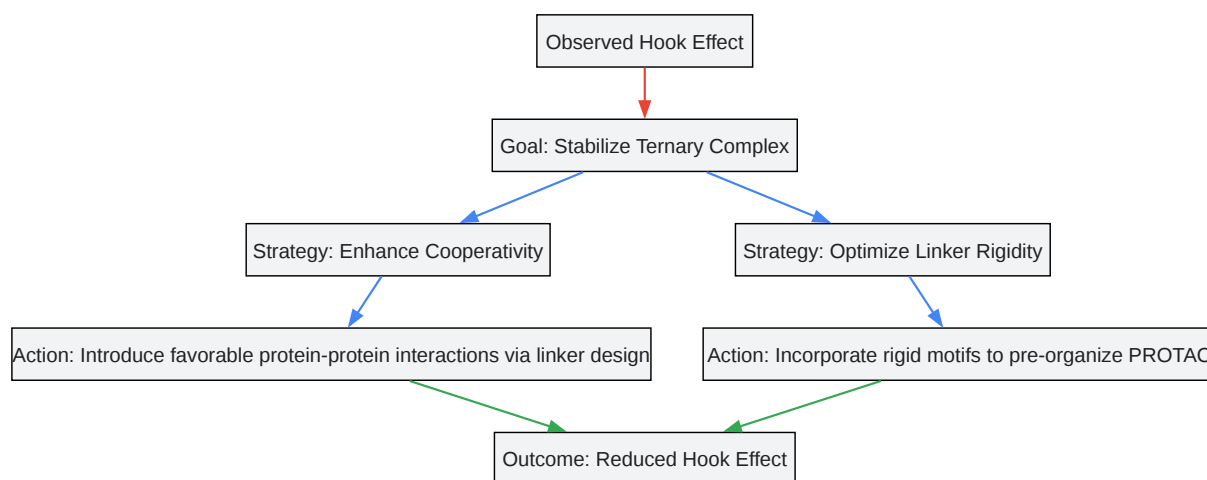 Observed Hook Effect
Goal: Stabilize Ternary Complex
Strategy: Enhance Cooperativity
Strategy: Optimize Linker Rigidity
Action: Introduce favorable protein-protein interactions via linker design
Action: Incorporate rigid motifs to pre-organize PROTAC
Outcome: Reduced Hook Effect